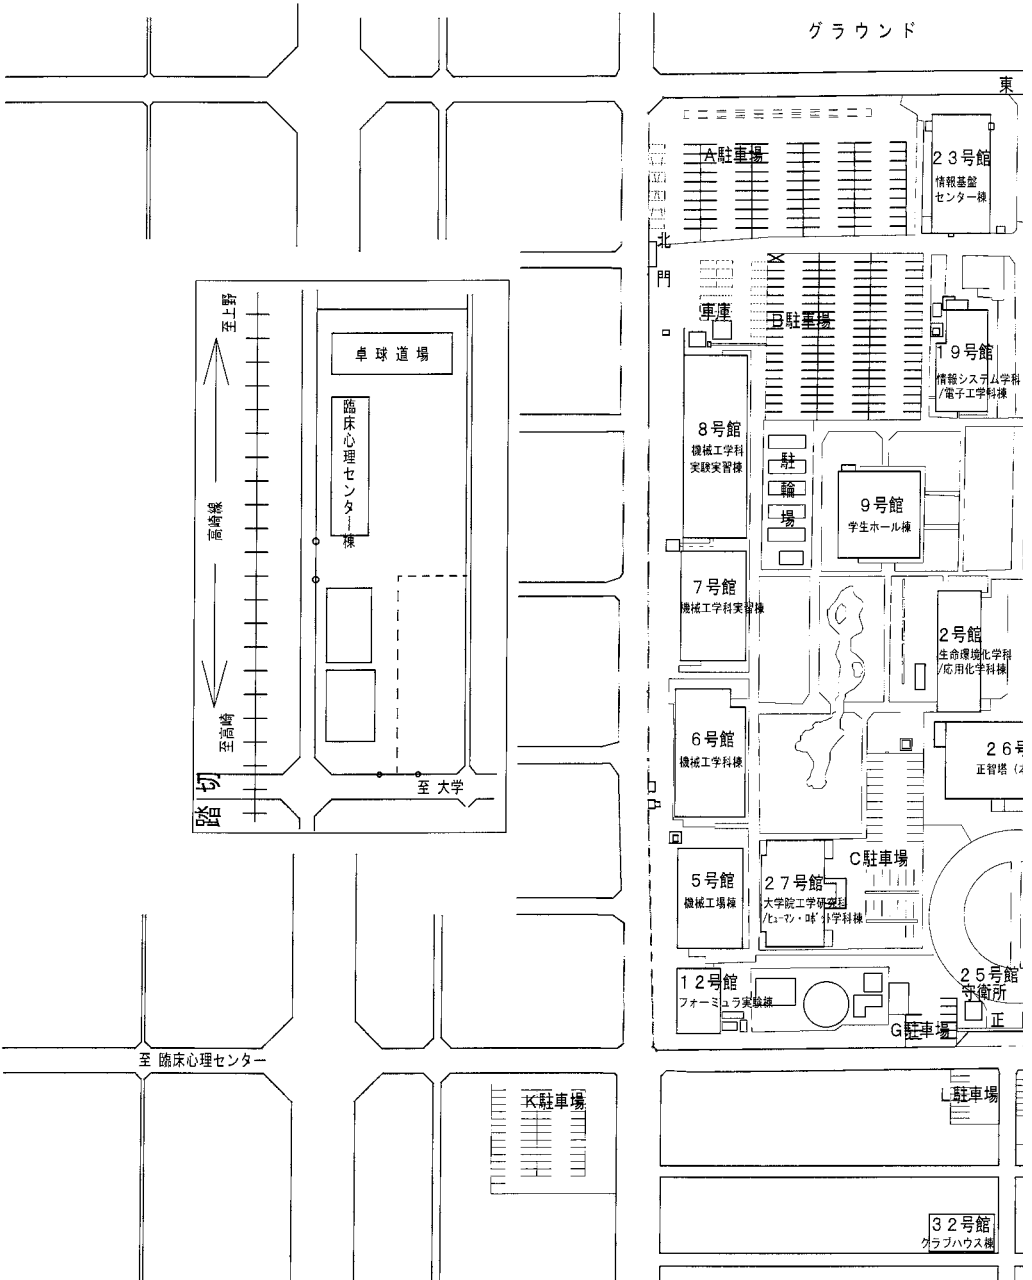 グラウンド
東
A駐車場
23号館
情報基盤
センター棟
北
門
車庫
B駐車場
19号館
情報システム学科
/電子工学科棟
至上野
高崎線
至高崎
卓球道場
臨床心理センター棟
踏切
至 大学
8号館
機械工学科
実験実習棟
駐
輪
場
9号館
学生ホール棟
7号館
機械工学科実習棟
2号館
生命環境化学科
/応用化学科棟
6号館
機械工学科棟
26号
正智塔
C駐車場
5号館
機械工場棟
27号館
大学院工学研究科
/ヒューマン・ロボット学科棟
12号館
フォーミュラ実験棟
25号館
守衛所
正
G駐車場
至 臨床心理センター
K駐車場
L駐車場
32号館
クラブハウス棟